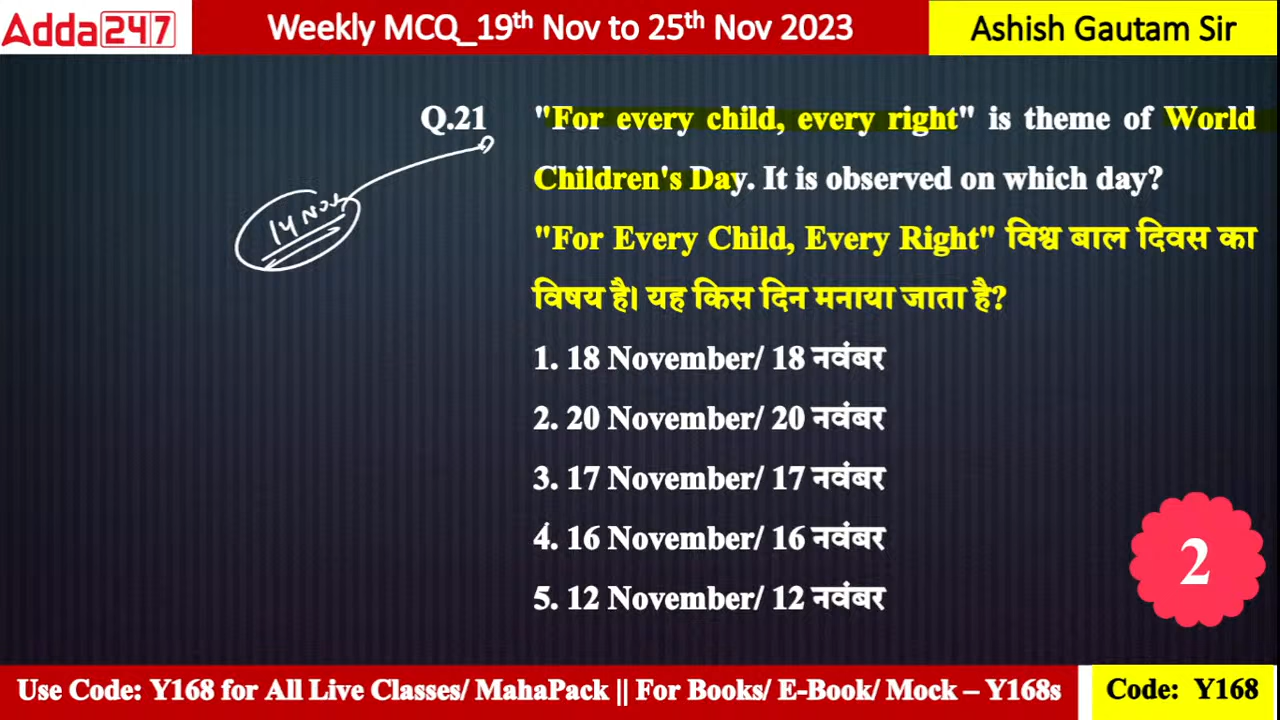 Adda247
Weekly MCQ_19th Nov to 25th Nov 2023
Ashish Gautam Sir
Q.21 "For every child, every right" is theme of World
Children's Day. It is observed on which day?
14 Nov
"For Every Child, Every Right" विश्व बाल दिवस का
विषय है। यह किस दिन मनाया जाता है?
1. 18 November/ 18 नवंबर
2. 20 November/ 20 नवंबर
3. 17 November/ 17 नवंबर
4. 16 November/ 16 नवंबर
5. 12 November/ 12 नवंबर
2
Use Code: Y168 for All Live Classes/ MahaPack || For Books/ E-Book/ Mock – Y168s
Code: Y168